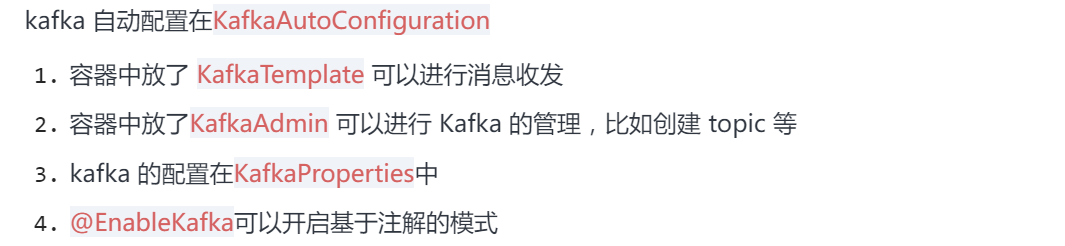 kafka 自动配置在KafkaAutoConfiguration
1. 容器中放了 KafkaTemplate 可以进行消息收发
2. 容器中放了KafkaAdmin 可以进行 Kafka 的管理，比如创建 topic 等
3. kafka 的配置在KafkaProperties中
4. @EnableKafka可以开启基于注解的模式